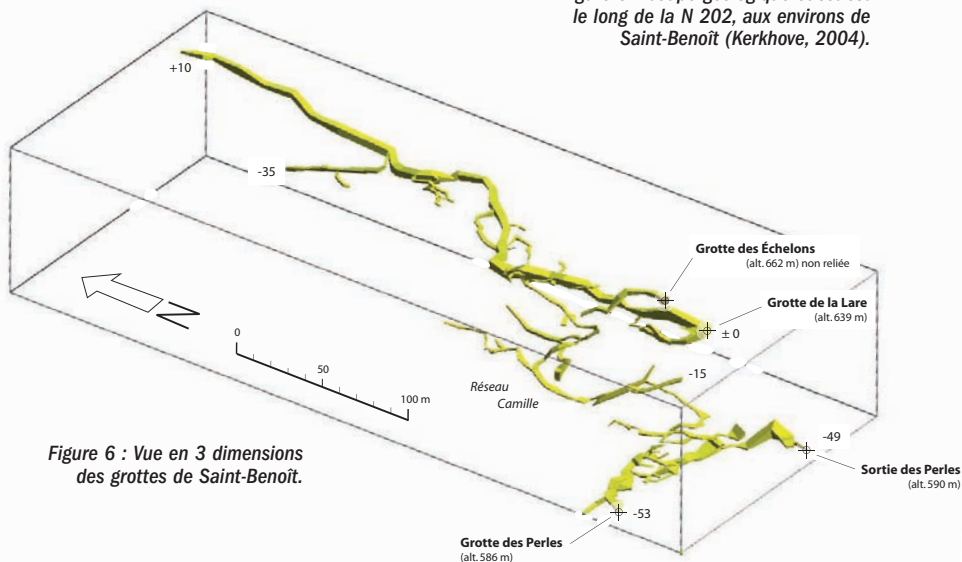 le long de la N 202, aux environs de
Saint-Benoît (Kerkhove, 2004).
+10
-35
Grotte des Échelons
(alt. 662 m) non reliée
Grotte de la Lare
(alt. 639 m)
± 0
N
0
50
100 m
-15
Réseau
Camille
Figure 6 : Vue en 3 dimensions
des grottes de Saint-Benoît.
-49
Sortie des Perles
(alt. 590 m)
-53
Grotte des Perles
(alt. 586 m)